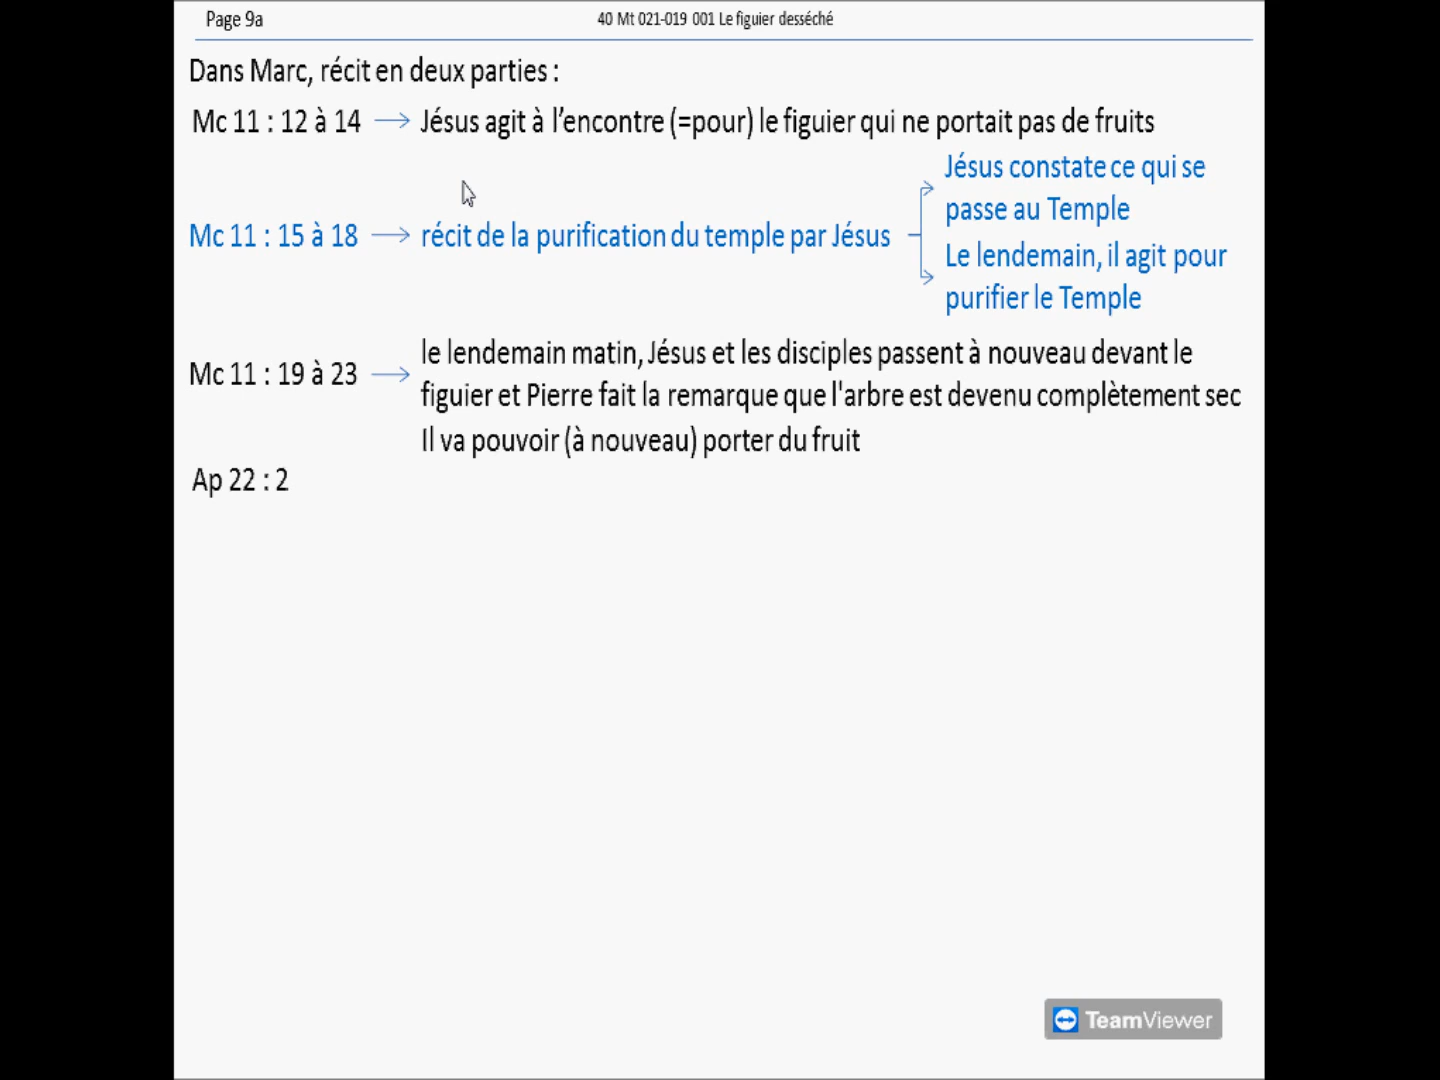 Page 9a
40 Mt 021-019 001 Le figuier desséché
Dans Marc, récit en deux parties :
Mc 11 : 12 à 14
Jésus agit à l’encontre (=pour) le figuier qui ne portait pas de fruits
Mc 11 : 15 à 18
récit de la purification du temple par Jésus
Jésus constate ce qui se
passe au Temple
Le lendemain, il agit pour
purifier le Temple
Mc 11 : 19 à 23
le lendemain matin, Jésus et les disciples passent à nouveau devant le
figuier et Pierre fait la remarque que l'arbre est devenu complètement sec
Il va pouvoir (à nouveau) porter du fruit
Ap 22 : 2
TeamViewer